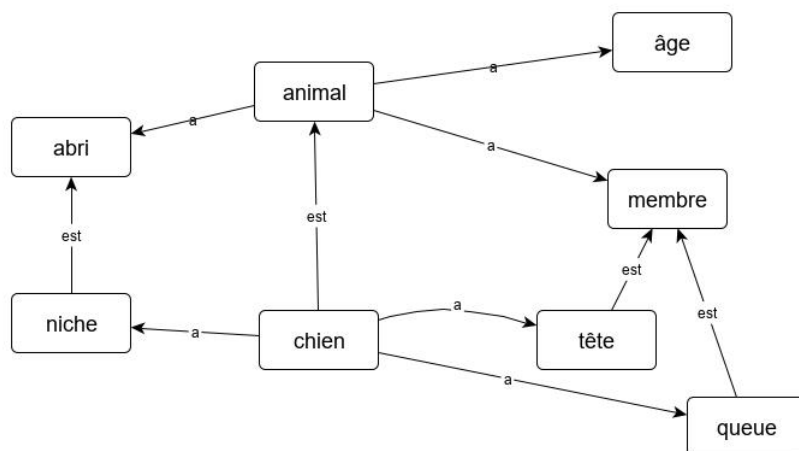 âge
a
animal
a
a
abri
membre
est
est
est
est
a
niche
a
chien
tête
a
queue